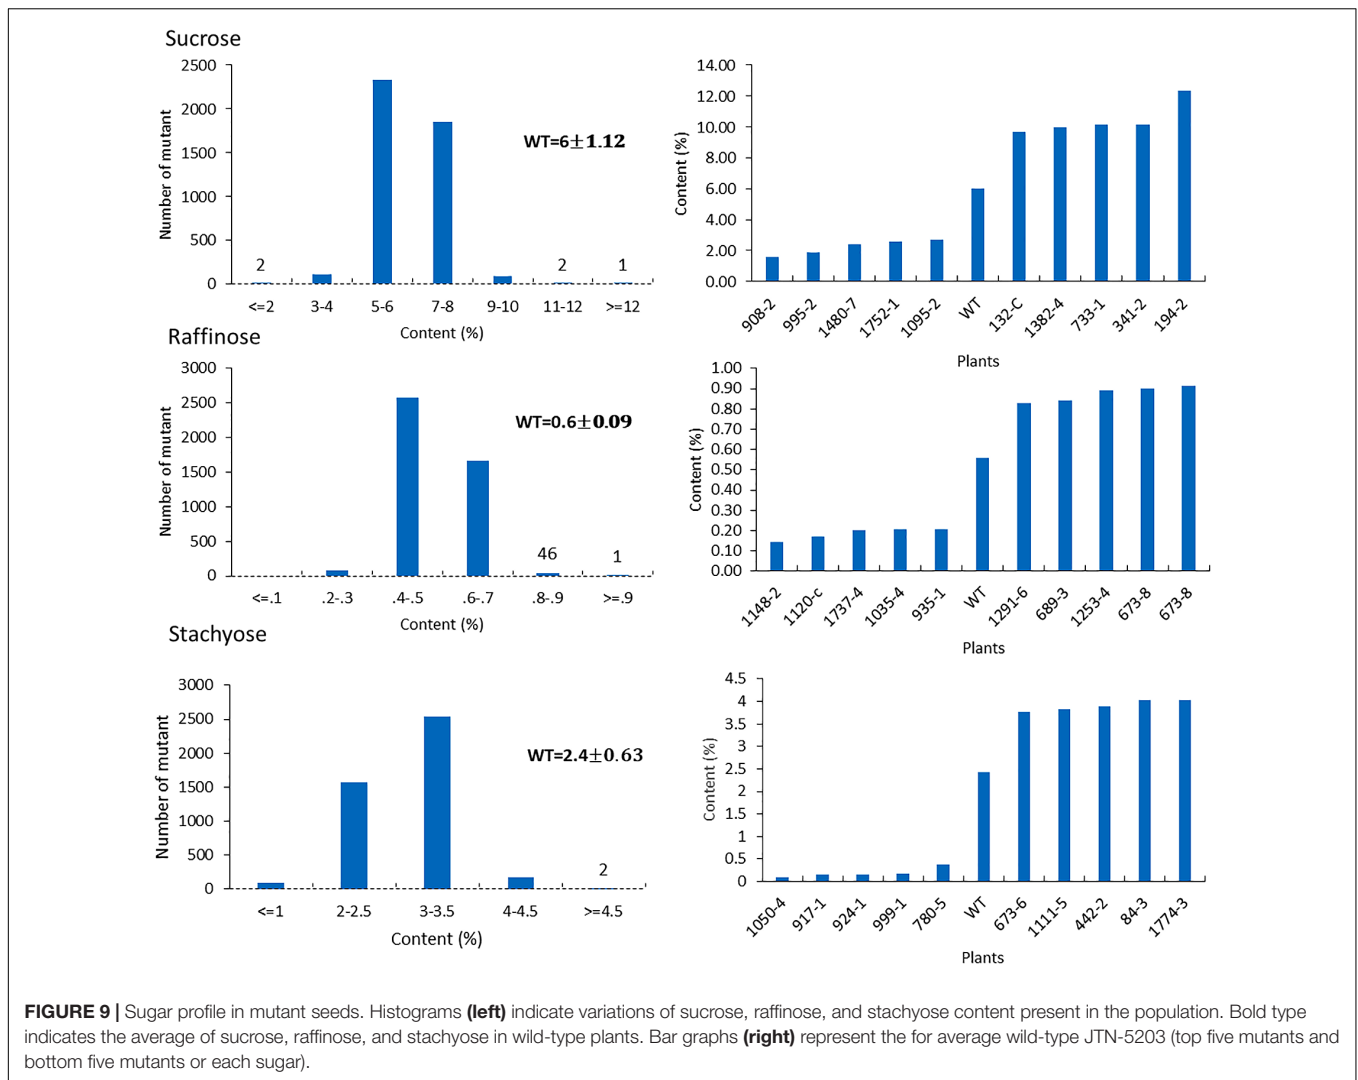 Sucrose
2500
2000
1500
1000
500
0
Number of mutant
WT=6±1.12
2
2
1
<=2 3-4 5-6 7-8 9-10 11-12 >=12
Content (%)
14.00
12.00
10.00
8.00
6.00
4.00
2.00
0.00
Content (%)
908-2 995-2 1480-7 1752-1 1095-2 WT 132-C 1382-4 733-1 341-2 194-2
Plants
Raffinose
3000
2500
2000
1500
1000
500
0
Number of mutant
WT=0.6±0.09
46
1
<=.1 .2-.3 .4-.5 .6-.7 .8-.9 >=.9
Content (%)
1.00
0.90
0.80
0.70
0.60
0.50
0.40
0.30
0.20
0.10
0.00
Content (%)
1148-2 1120-c 1737-4 1035-4 935-1 WT 1291-6 689-3 1253-4 673-8 673-8
Plants
Stachyose
3000
2500
2000
1500
1000
500
0
Number of mutant
WT=2.4±0.63
2
<=1 2-2.5 3-3.5 4-4.5 >=4.5
Content (%)
4.5
4
3.5
3
2.5
2
1.5
1
0.5
0
Content (%)
1050-4 917-1 924-1 999-1 780-5 WT 673-6 1111-5 442-2 84-3 1774-3
Plants
FIGURE 9 | Sugar profile in mutant seeds. Histograms (left) indicate variations of sucrose, raffinose, and stachyose content present in the population. Bold type
indicates the average of sucrose, raffinose, and stachyose in wild-type plants. Bar graphs (right) represent the for average wild-type JTN-5203 (top five mutants and
bottom five mutants or each sugar).